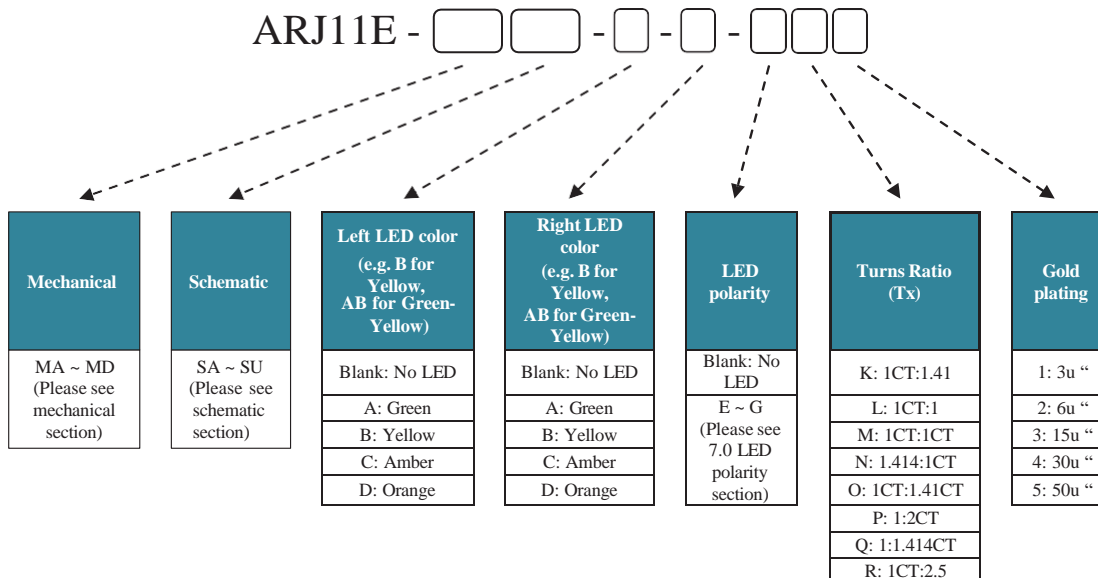 ARJ11E - - - -
Mechanical
MA ~ MD
(Please see
mechanical
section)
Schematic
SA ~ SU
(Please see
schematic
section)
Left LED color
(e.g. B for
Yellow,
AB for Green-
Yellow)
Blank: No LED
A: Green
B: Yellow
C: Amber
D: Orange
Right LED
color
(e.g. B for
Yellow,
AB for Green-
Yellow)
Blank: No LED
A: Green
B: Yellow
C: Amber
D: Orange
LED
polarity
Blank: No
LED
E ~ G
(Please see
7.0 LED
polarity
section)
Turns Ratio
(Tx)
K: 1CT:1.41
L: 1CT:1
M: 1CT:1CT
N: 1.414:1CT
O: 1CT:1.41CT
P: 1:2CT
Q: 1:1.414CT
R: 1CT:2.5
Gold
plating
1: 3u “
2: 6u “
3: 15u “
4: 30u “
5: 50u “